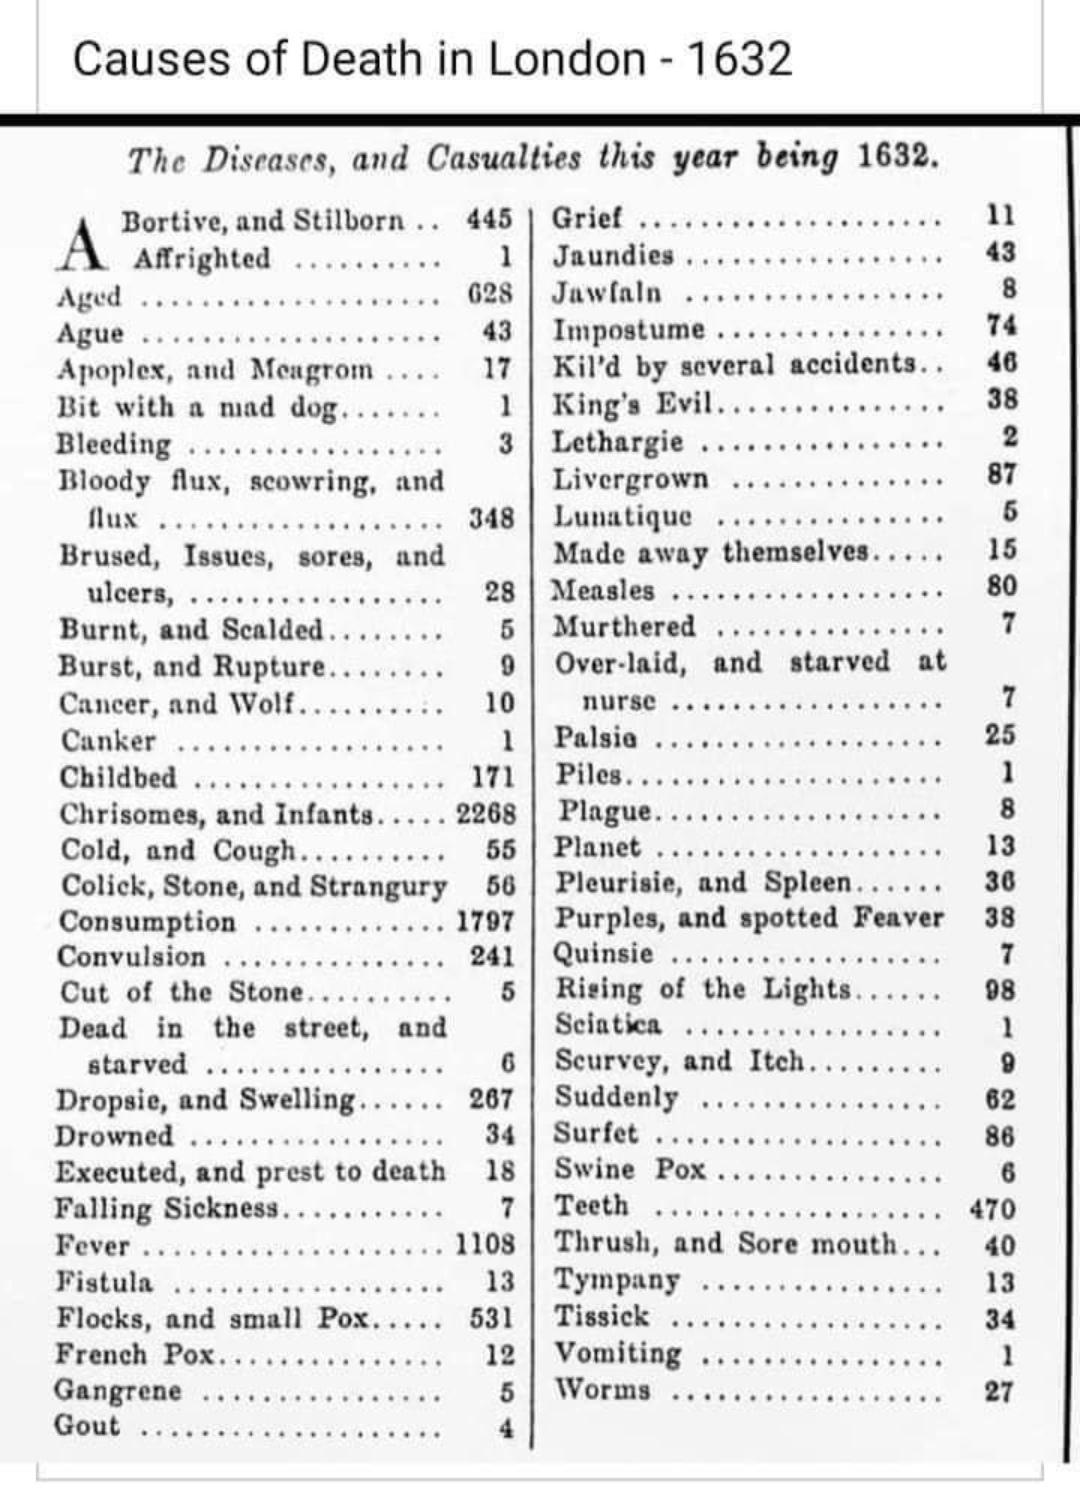 Causes of Death in London - 1632
The Diseases, and Casualties this year being 1632.
A Bortive, and Stilborn .. 445
Affrighted .......... 1
Aged .................... 628
Ague .................... 43
Apoplex, and Meagrom .... 17
Bit with a mad dog....... 1
Bleeding ................. 3
Bloody flux, scowring, and
flux ................... 348
Brused, Issues, sores, and
ulcers, ................. 28
Burnt, and Scalded........ 5
Burst, and Rupture........ 9
Cancer, and Wolf.......... 10
Canker .................. 1
Childbed ................. 171
Chrisomes, and Infants..... 2268
Cold, and Cough.......... 55
Colick, Stone, and Strangury 56
Consumption ............. 1797
Convulsion ............... 241
Cut of the Stone.......... 5
Dead in the street, and
starved ................ 6
Dropsie, and Swelling...... 267
Drowned ................. 34
Executed, and prest to death 18
Falling Sickness........... 7
Fever .................... 1108
Fistula .................. 13
Flocks, and small Pox..... 531
French Pox............... 12
Gangrene ................ 5
Gout .................... 4
Grief .................... 11
Jaundies ................. 43
Jawfaln ................. 8
Impostume ............... 74
Kil'd by several accidents.. 46
King's Evil............... 38
Lethargie ................ 2
Livergrown .............. 87
Lunatique ............... 5
Made away themselves..... 15
Measles .................. 80
Murthered ............... 7
Over-laid, and starved at
nurse .................. 7
Palsie ................... 25
Piles..................... 1
Plague................... 8
Planet ................... 13
Pleurisie, and Spleen...... 36
Purples, and spotted Feaver 38
Quinsie .................. 7
Rising of the Lights...... 98
Sciatica ................. 1
Scurvey, and Itch......... 9
Suddenly ................ 62
Surfet ................... 86
Swine Pox............... 6
Teeth ................... 470
Thrush, and Sore mouth... 40
Tympany ................ 13
Tissick .................. 34
Vomiting ................ 1
Worms .................. 27